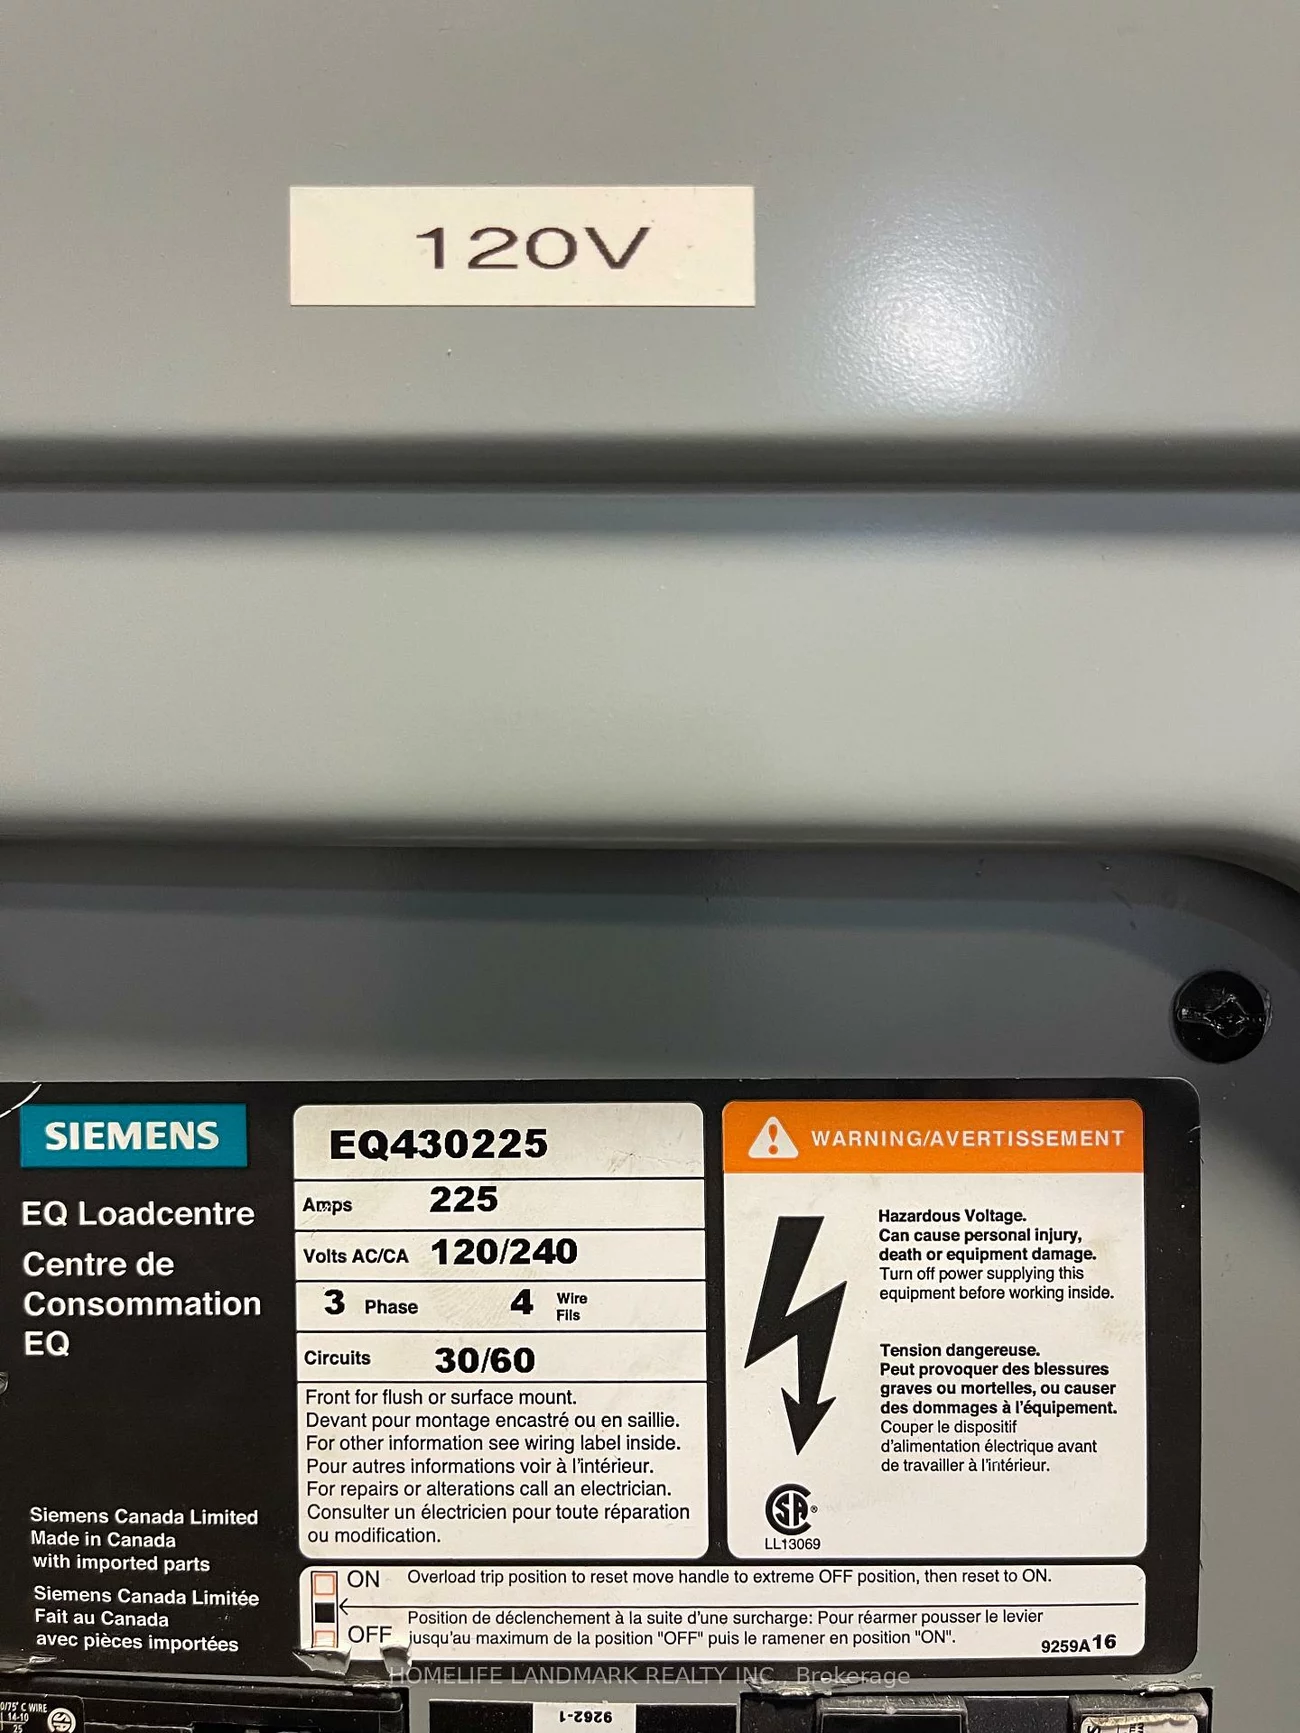 120V
SIEMENS
EQ Loadcentre
Centre de
Consommation
EQ
Siemens Canada Limited
Made in Canada
with imported parts
Siemens Canada Limitée
Fait au Canada
avec pièces importées
EQ430225
Amps 225
Volts AC/CA 120/240
3 Phase 4 Wire
Fils
Circuits 30/60
Front for flush or surface mount.
Devant pour montage encastré ou en saillie.
For other information see wiring label inside.
Pour autres informations voir à l'intérieur.
For repairs or alterations call an electrician.
Consulter un électricien pour toute réparation
ou modification.
WARNING/AVERTISSEMENT
Hazardous Voltage.
Can cause personal injury,
death or equipment damage.
Turn off power supplying this
equipment before working inside.
Tension dangereuse.
Peut provoquer des blessures
graves ou mortelles, ou causer
des dommages à l'équipement.
Couper le dispositif
d'alimentation électrique avant
de travailler à l'intérieur.
SA®
LL13069
ON Overload trip position to reset move handle to extreme OFF position, then reset to ON.
Position de déclenchement à la suite d'une surcharge: Pour réarmer pousser le levier
OFF jusqu'au maximum de la position "OFF" puis le ramener en position "ON".
9259A16
HOMELIFE LANDMARK REALTY INC., Brokerage
0/75° C WIRE
14-10
25
9262-1